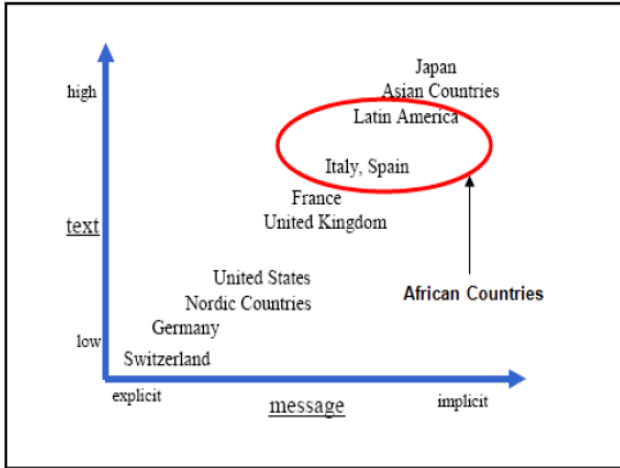 Japan
high
Asian Countries
Latin America
Italy, Spain
France
text
United Kingdom
United States
African Countries
Nordic Countries
Germany
low
Switzerland
explicit
message
implicit